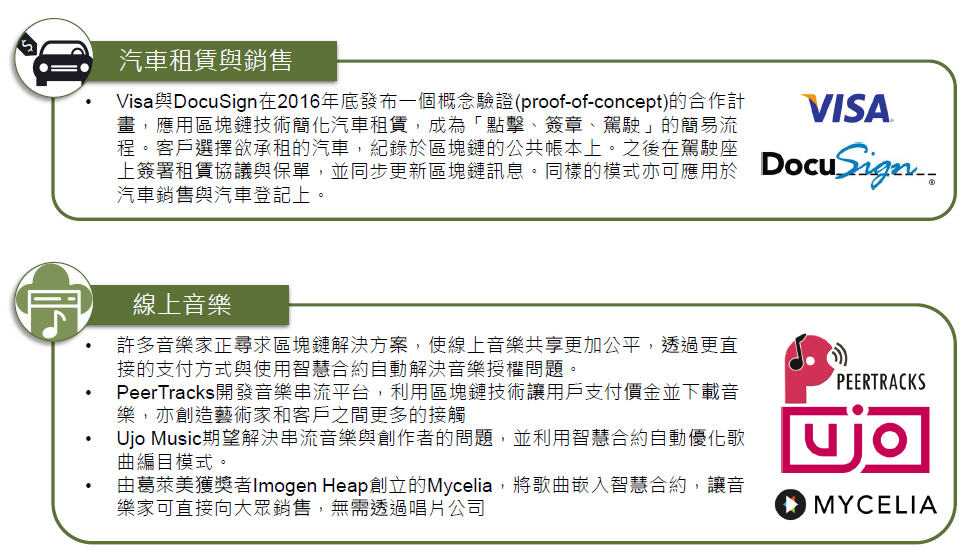 汽車租賃與銷售
• Visa與DocuSign在2016年底發布一個概念驗證(proof-of-concept)的合作計
畫，應用區塊鏈技術簡化汽車租賃，成為「點擊、簽章、駕駛」的簡易流
程。客戶選擇欲承租的汽車，紀錄於區塊鏈的公共帳本上。之後在駕駛座
上簽署租賃協議與保單，並同步更新區塊鏈訊息。同樣的模式亦可應用於
汽車銷售與汽車登記上。
VISA
DocuSign
®
線上音樂
• 許多音樂家正尋求區塊鏈解決方案，使線上音樂共享更加公平，透過更直
接的支付方式與使用智慧合約自動解決音樂授權問題。
• PeerTracks開發音樂串流平台，利用區塊鏈技術讓用戶支付價金並下載音
樂，亦創造藝術家和客戶之間更多的接觸
• Ujo Music期望解決串流音樂與創作者的問題，並利用智慧合約自動優化歌
曲編目模式。
• 由葛萊美獲獎者Imogen Heap創立的Mycelia，將歌曲嵌入智慧合約，讓音
樂家可直接向大眾銷售，無需透過唱片公司
PEERTRACKS
ujo
MYCELIA